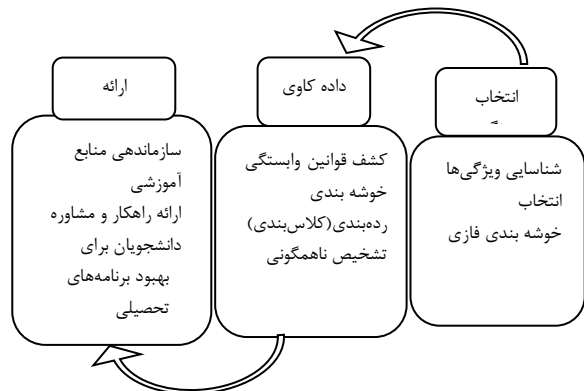 انتخاب
شناسایی ویژگی‌ها
انتخاب
خوشه بندی فازی
داده کاوی
کشف قوانین وابستگی
خوشه بندی
رده‌بندی(کلاس‌بندی)
تشخیص ناهمگونی
ارائه
سازماندهی منابع
آموزشی
ارائه راهکار و مشاوره
دانشجویان برای
بهبود برنامه‌های
تحصیلی